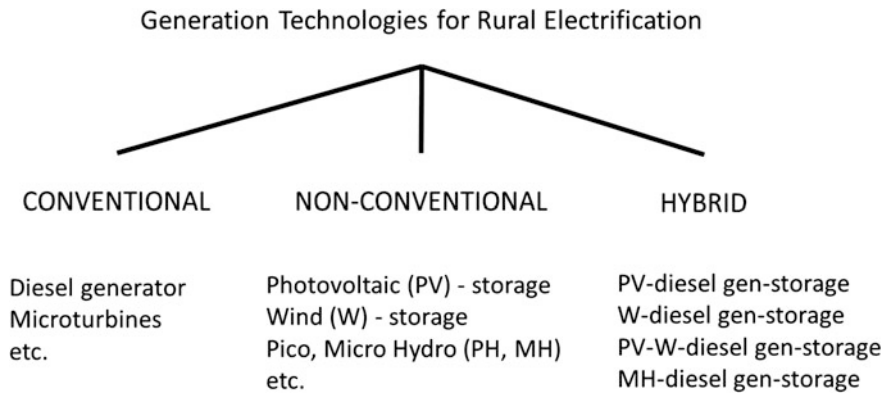 Generation Technologies for Rural Electrification
CONVENTIONAL
NON-CONVENTIONAL
HYBRID
Diesel generator
Microturbines
etc.
Photovoltaic (PV) - storage
Wind (W) - storage
Pico, Micro Hydro (PH, MH)
etc.
PV-diesel gen-storage
W-diesel gen-storage
PV-W-diesel gen-storage
MH-diesel gen-storage